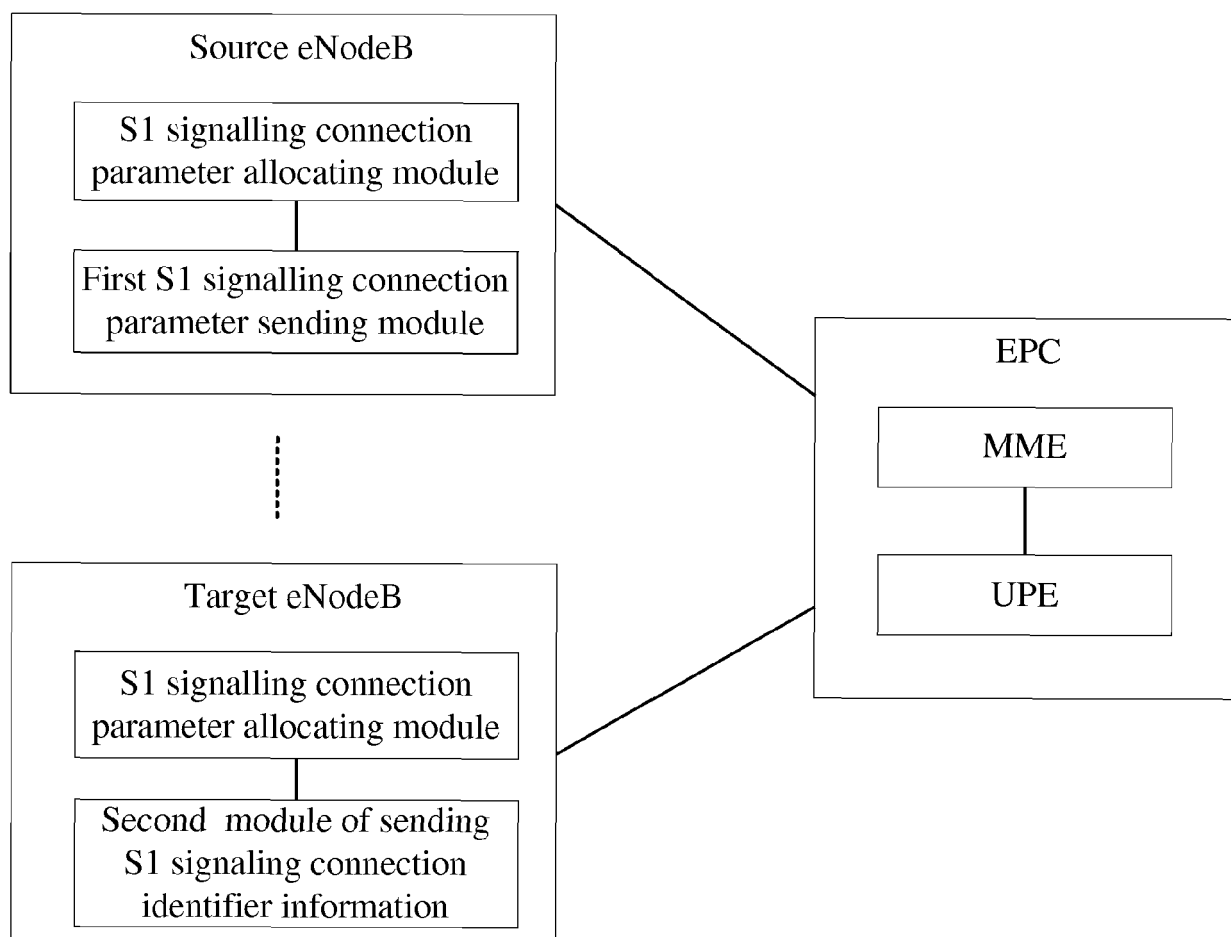 Source eNodeB
S1 signalling connection
parameter allocating module
First S1 signalling connection
parameter sending module
EPC
MME
UPE
Target eNodeB
S1 signalling connection
parameter allocating module
Second module of sending
S1 signaling connection
identifier information